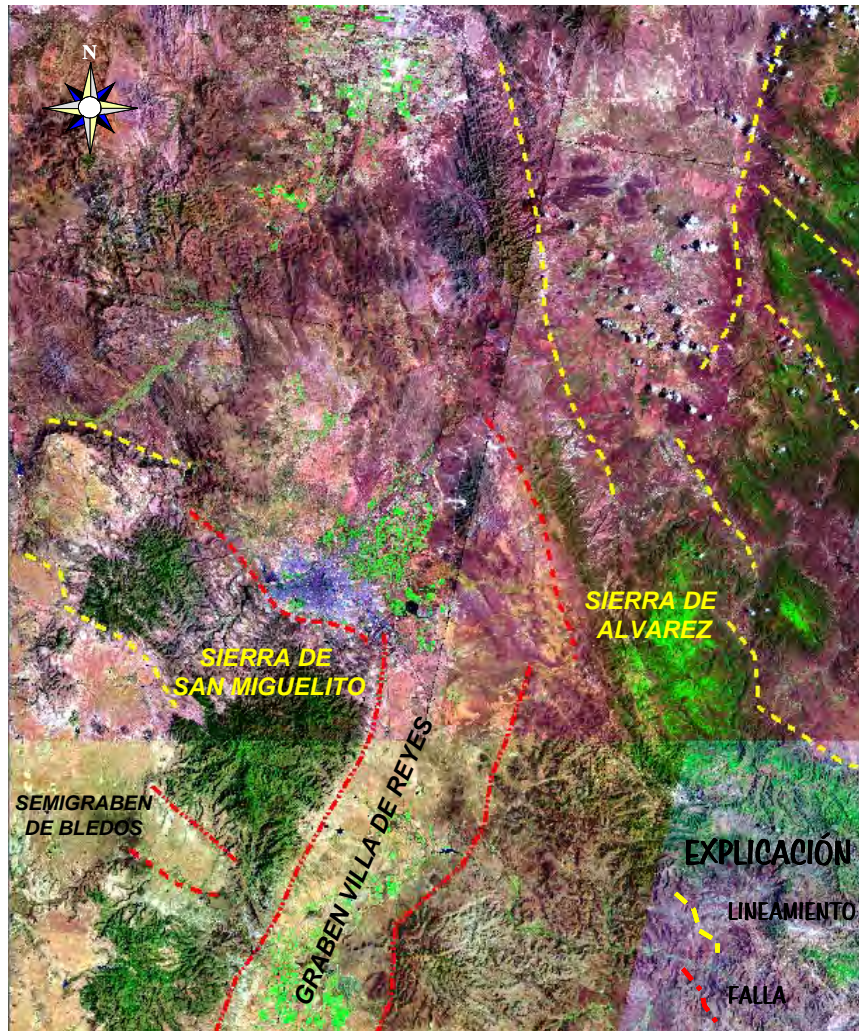 N
SIERRA DE
ALVAREZ
SIERRA DE
SAN MIGUELITO
GRABEN VILLA DE REYES
SEMIGRABEN
DE BLEDOS
EXPLICACIÓN
LINEAMIENTO
FALLA